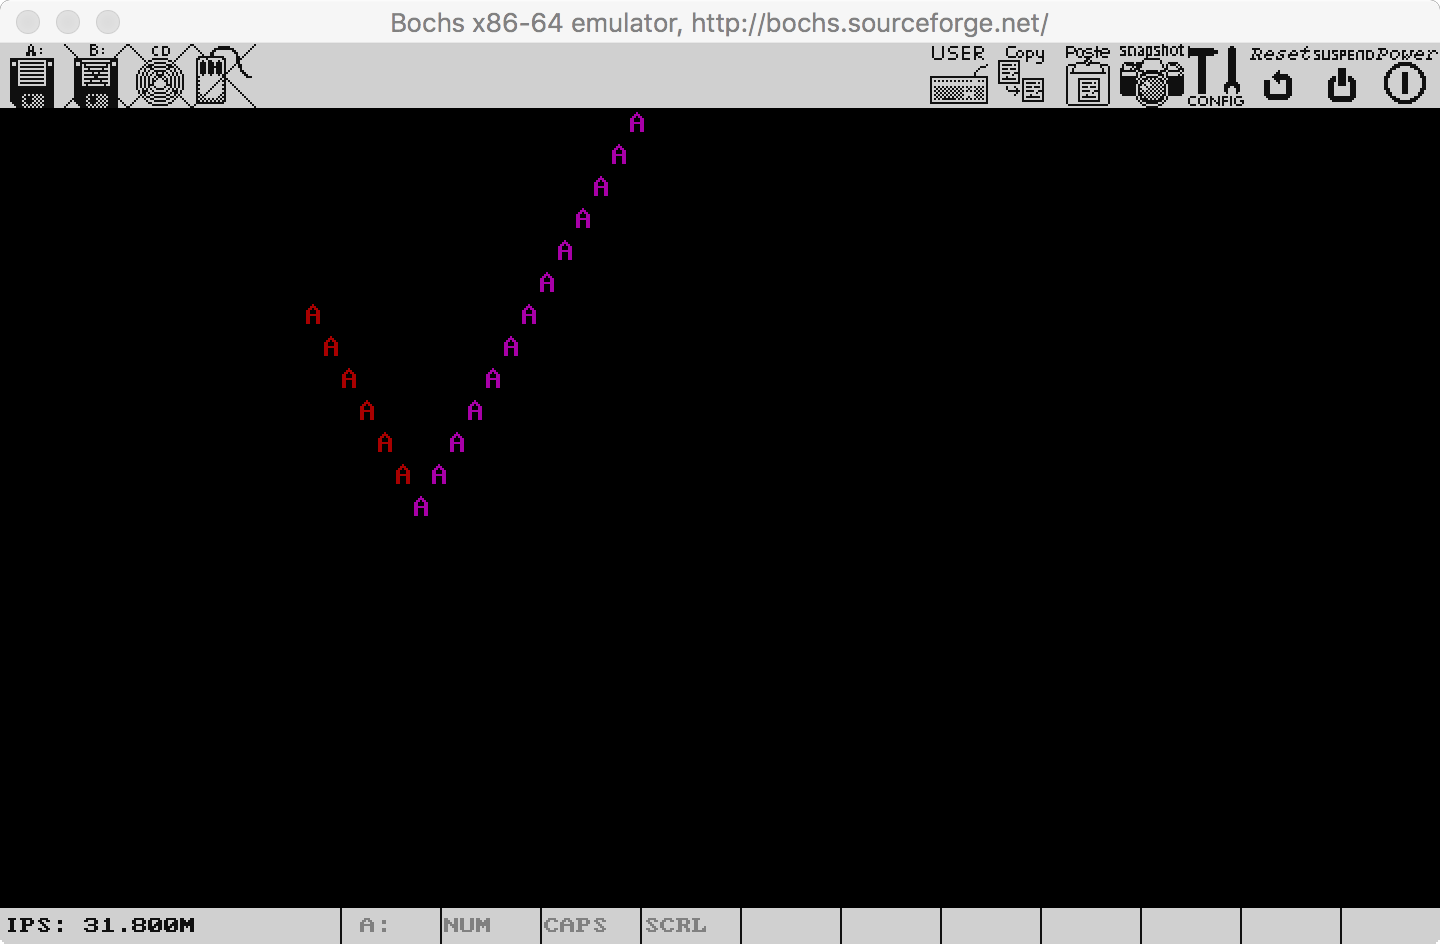 Bochs x86-64 emulator, http://bochs.sourceforge.net/
A: B: CD USER Copy Paste snapshot CONFIG Reset SUSPEND Power
A
A
A
A
A
A
A A
A A
A A
A A
A A
A A
A
IPS: 31.800M A: NUM CAPS SCRL